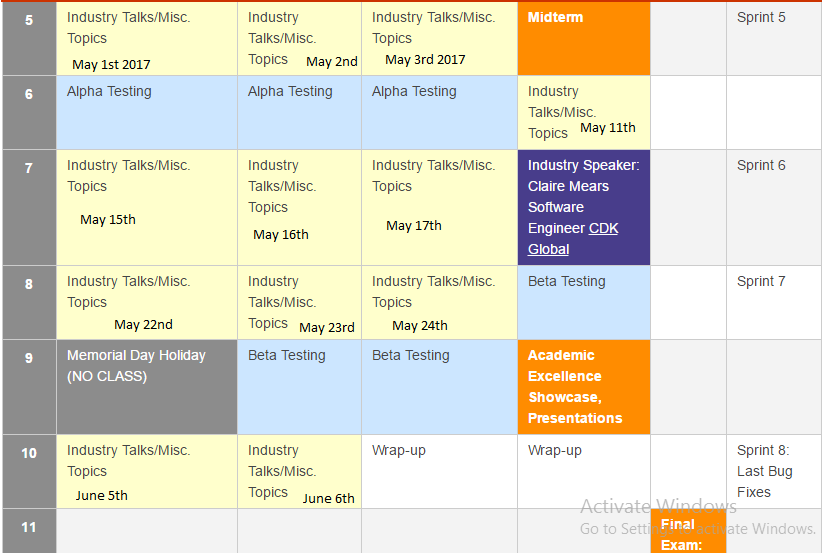 5
Industry Talks/Misc.
Topics
May 1st 2017
Industry
Talks/Misc.
Topics
May 2nd
Industry Talks/Misc.
Topics
May 3rd 2017
Midterm
Sprint 5
6
Alpha Testing
Alpha Testing
Alpha Testing
Industry
Talks/Misc.
Topics
May 11th
7
Industry Talks/Misc.
Topics
May 15th
Industry
Talks/Misc.
Topics
May 16th
Industry Talks/Misc.
Topics
May 17th
Industry Speaker:
Claire Mears
Software
Engineer CDK
Global
Sprint 6
8
Industry Talks/Misc.
Topics
May 22nd
Industry
Talks/Misc.
Topics
May 23rd
Industry Talks/Misc.
Topics
May 24th
Beta Testing
Sprint 7
9
Memorial Day Holiday
(NO CLASS)
Beta Testing
Beta Testing
Academic
Excellence
Showcase,
Presentations
10
Industry Talks/Misc.
Topics
June 5th
Industry
Talks/Misc.
Topics
June 6th
Wrap-up
Wrap-up
Sprint 8:
Last Bug
Fixes
11
Final
Exam:
Activate Windows
Go to Settings to activate Windows.